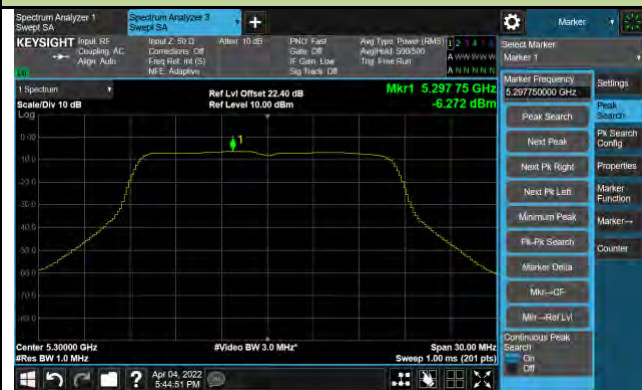 Spectrum Analyzer 1
Swept SA
Spectrum Analyzer 3
Swept SA
Marker
KEYSIGHT
Input: RF
Coupling: AC
Align: Auto
Input Z: 50 Ω
Corrections: Off
Freq Ref: Int (S)
NFE: Adaptive
Atten: 10 dB
PNO: Fast
Gate: Off
IF Gain: Low
Sig Track: Off
Avg Type: Power (RMS)
Avg|Hold: 500/500
Trig: Free Run
A W W W W W
A N N N N N
Select Marker
Marker 1
1 Spectrum
Scale/Div 10 dB
Log
Ref Lvl Offset 22.40 dB
Ref Level 10.00 dBm
Mkr1 5.297 75 GHz
-6.272 dBm
Marker Frequency
5.297750000 GHz
Settings
Peak Search
Peak
Search
Next Peak
Pk Search
Config
Next Pk Right
Properties
Next Pk Left
Marker
Function
Minimum Peak
Marker→
Pk-Pk Search
Counter
Marker Delta
Mkr→CF
Mkr→Ref Lvl
Continuous Peak
Search
On
Off
1
0.00
-10.0
-20.0
-30.0
-40.0
-50.0
-60.0
-70.0
-80.0
Center 5.30000 GHz
#Res BW 1.0 MHz
#Video BW 3.0 MHz*
Span 30.00 MHz
Sweep 1.00 ms (201 pts)
Apr 04, 2022
5:44:51 PM